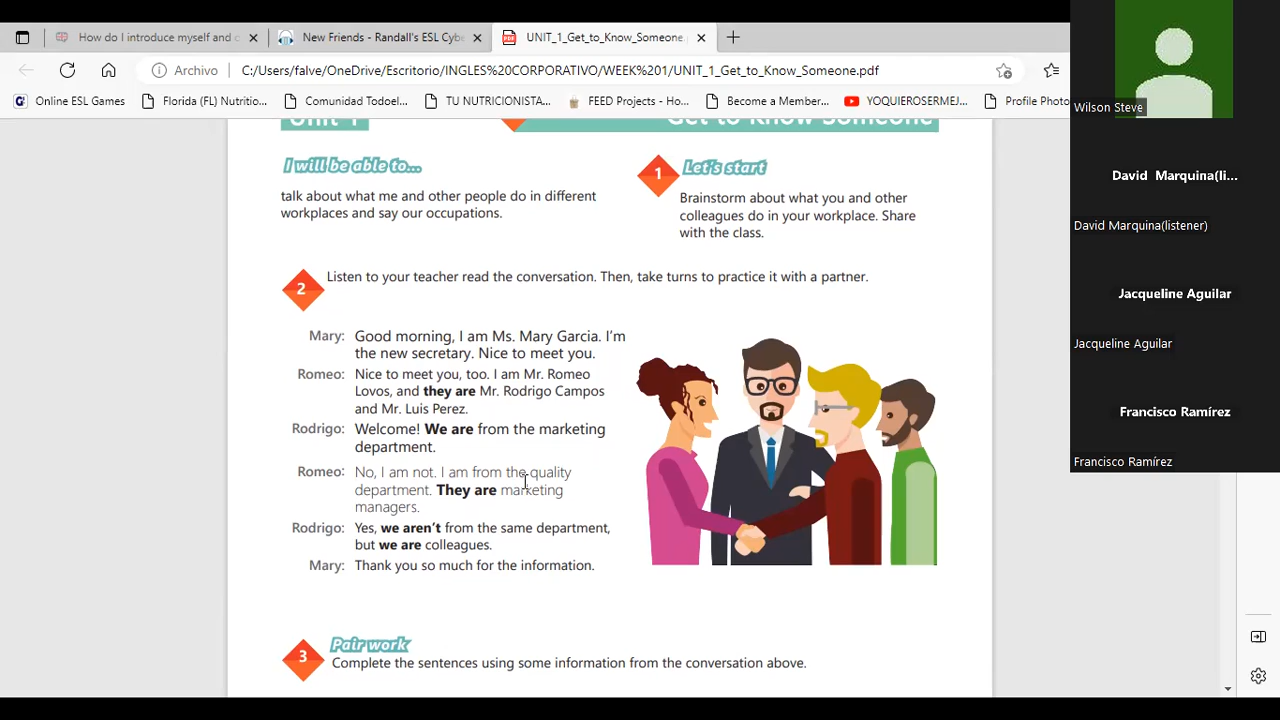 How do I introduce myself and c
New Friends - Randall's ESL Cybe
UNIT_1_Get_to_Know_Someone.
Archivo
C:/Users/falve/OneDrive/Escritorio/INGLES%20CORPORATIVO/WEEK%201/UNIT_1_Get_to_Know_Someone.pdf
Online ESL Games
Florida (FL) Nutritio...
Comunidad Todoel...
TU NUTRICIONISTA...
FEED Projects - Ho...
Become a Member...
YOQUIEROSERMEJ...
Profile Photo
Unit 1
Get to Know Someone
I will be able to...
talk about what me and other people do in different
workplaces and say our occupations.
1
Let's start
Brainstorm about what you and other
colleagues do in your workplace. Share
with the class.
2
Listen to your teacher read the conversation. Then, take turns to practice it with a partner.
Mary: Good morning, I am Ms. Mary Garcia. I'm
the new secretary. Nice to meet you.
Romeo: Nice to meet you, too. I am Mr. Romeo
Lovos, and they are Mr. Rodrigo Campos
and Mr. Luis Perez.
Rodrigo: Welcome! We are from the marketing
department.
Romeo: No, I am not. I am from the quality
department. They are marketing
managers.
Rodrigo: Yes, we aren't from the same department,
but we are colleagues.
Mary: Thank you so much for the information.
3
Pair work
Complete the sentences using some information from the conversation above.
Wilson Steve
David Marquina(li...
David Marquina(listener)
Jacqueline Aguilar
Jacqueline Aguilar
Francisco Ramírez
Francisco Ramírez